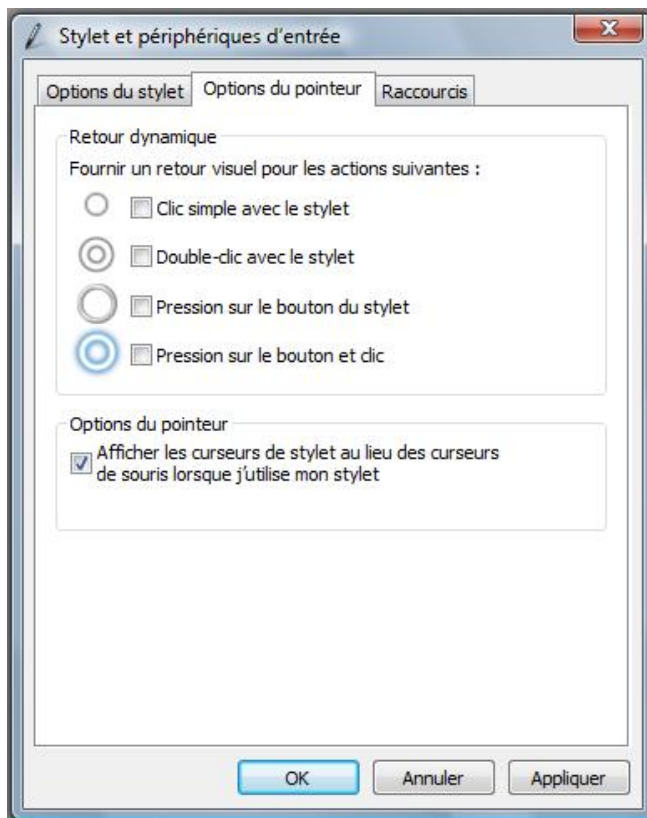 Stylet et périphériques d'entrée
Options du stylet
Options du pointeur
Raccourcis
Retour dynamique
Fournir un retour visuel pour les actions suivantes :
Clic simple avec le stylet
Double-clic avec le stylet
Pression sur le bouton du stylet
Pression sur le bouton et clic
Options du pointeur
Afficher les curseurs de stylet au lieu des curseurs
de souris lorsque j'utilise mon stylet
OK
Annuler
Appliquer